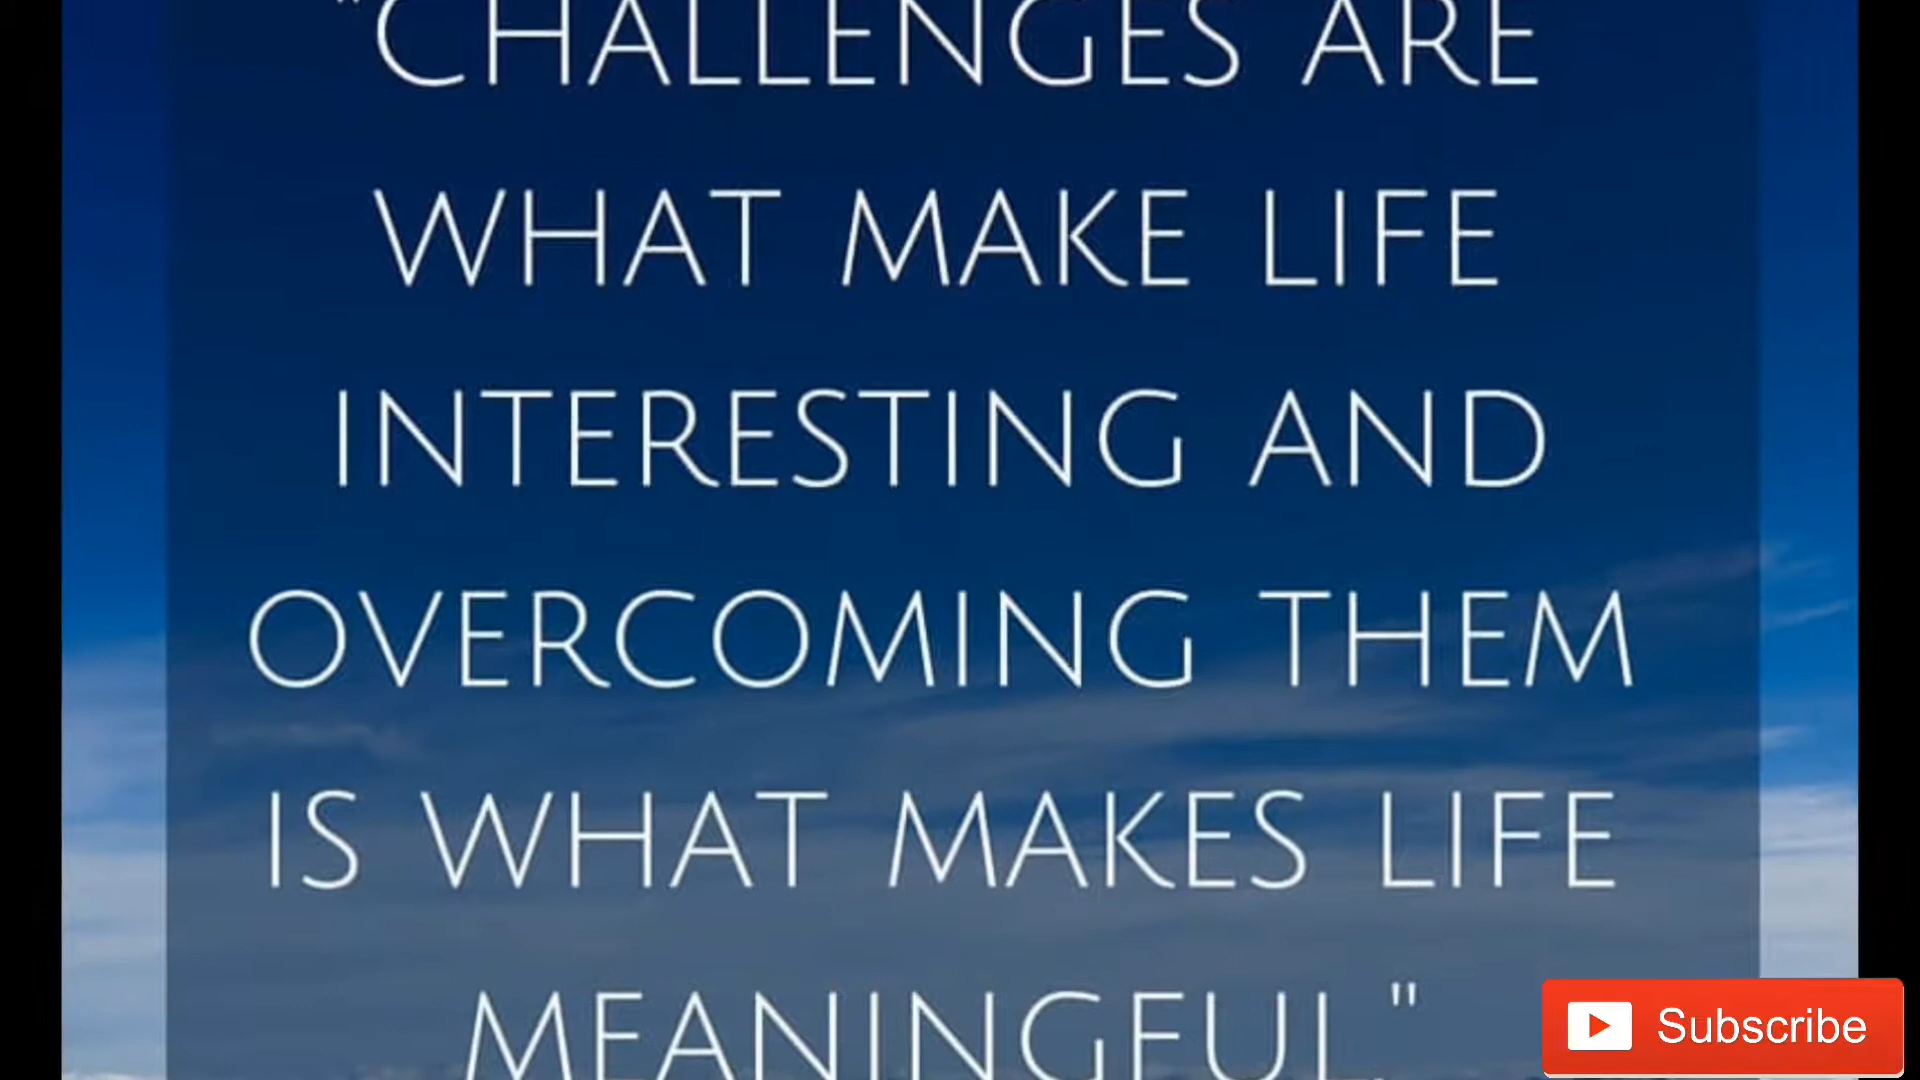 "CHALLENGES ARE
WHAT MAKE LIFE
INTERESTING AND
OVERCOMING THEM
IS WHAT MAKES LIFE
MEANINGFUL."
Subscribe